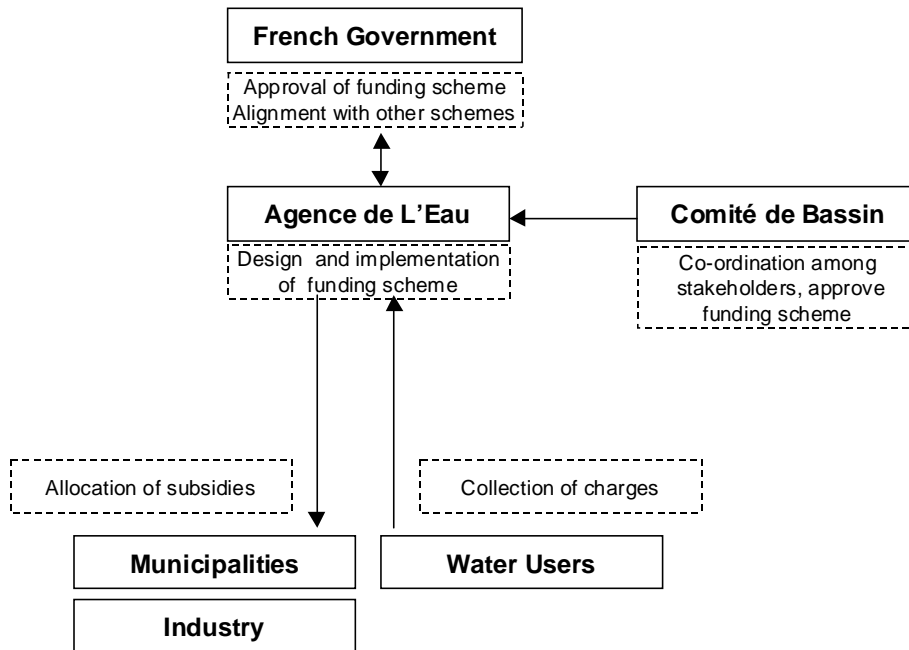 French Government
Approval of funding scheme
Alignment with other schemes
Agence de L'Eau
Design and implementation
of funding scheme
Comité de Bassin
Co-ordination among
stakeholders, approve
funding scheme
Allocation of subsidies
Collection of charges
Municipalities
Water Users
Industry